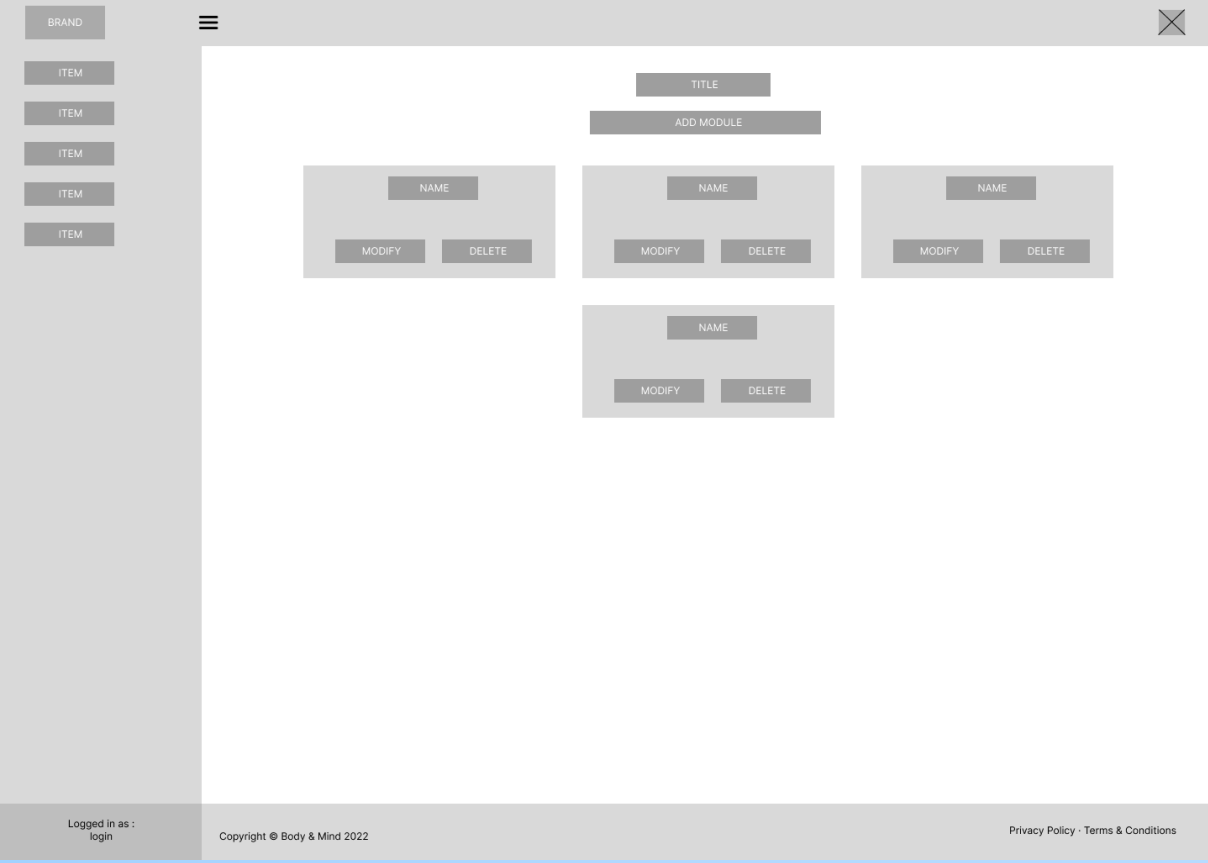 BRAND
ITEM
ITEM
ITEM
ITEM
ITEM
TITLE
ADD MODULE
NAME
MODIFY DELETE
NAME
MODIFY DELETE
NAME
MODIFY DELETE
NAME
MODIFY DELETE
Logged in as :
login
Copyright © Body & Mind 2022
Privacy Policy · Terms & Conditions